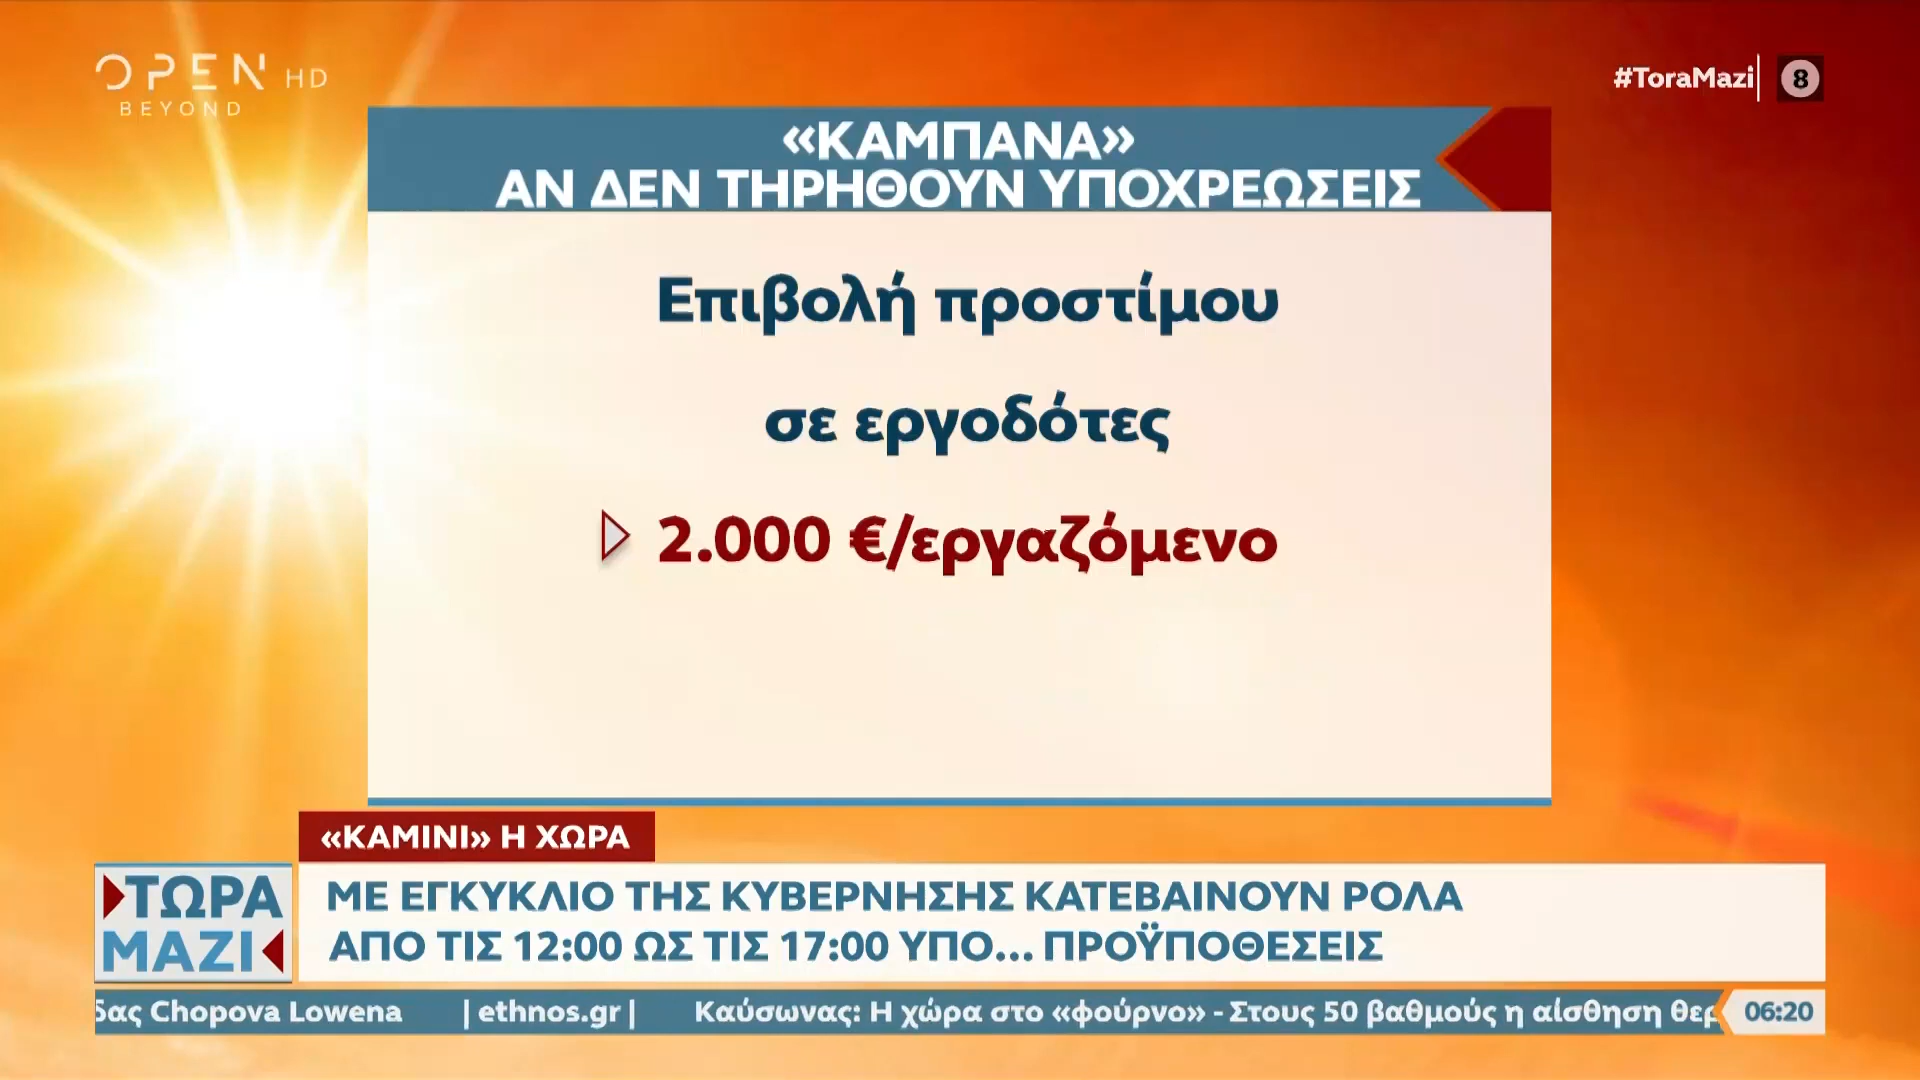 OPEN HD
BEYOND
#ToraMazi
8
«ΚΑΜΠΑΝΑ»
ΑΝ ΔΕΝ ΤΗΡΗΘΟΥΝ ΥΠΟΧΡΕΩΣΕΙΣ
Επιβολή προστίμου
σε εργοδότες
2.000 €/εργαζόμενο
«ΚΑΜΙΝΙ» Η ΧΩΡΑ
ΤΩΡΑ
ΜΑΖΙ
ΜΕ ΕΓΚΥΚΛΙΟ ΤΗΣ ΚΥΒΕΡΝΗΣΗΣ ΚΑΤΕΒΑΙΝΟΥΝ ΡΟΛΑ
ΑΠΟ ΤΙΣ 12:00 ΩΣ ΤΙΣ 17:00 ΥΠΟ... ΠΡΟΫΠΟΘΕΣΕΙΣ
δας Chopova Lowena | ethnos.gr | Καύσωνας: Η χώρα στο «φούρνο» - Στους 50 βαθμούς η αίσθηση θερ
06:20